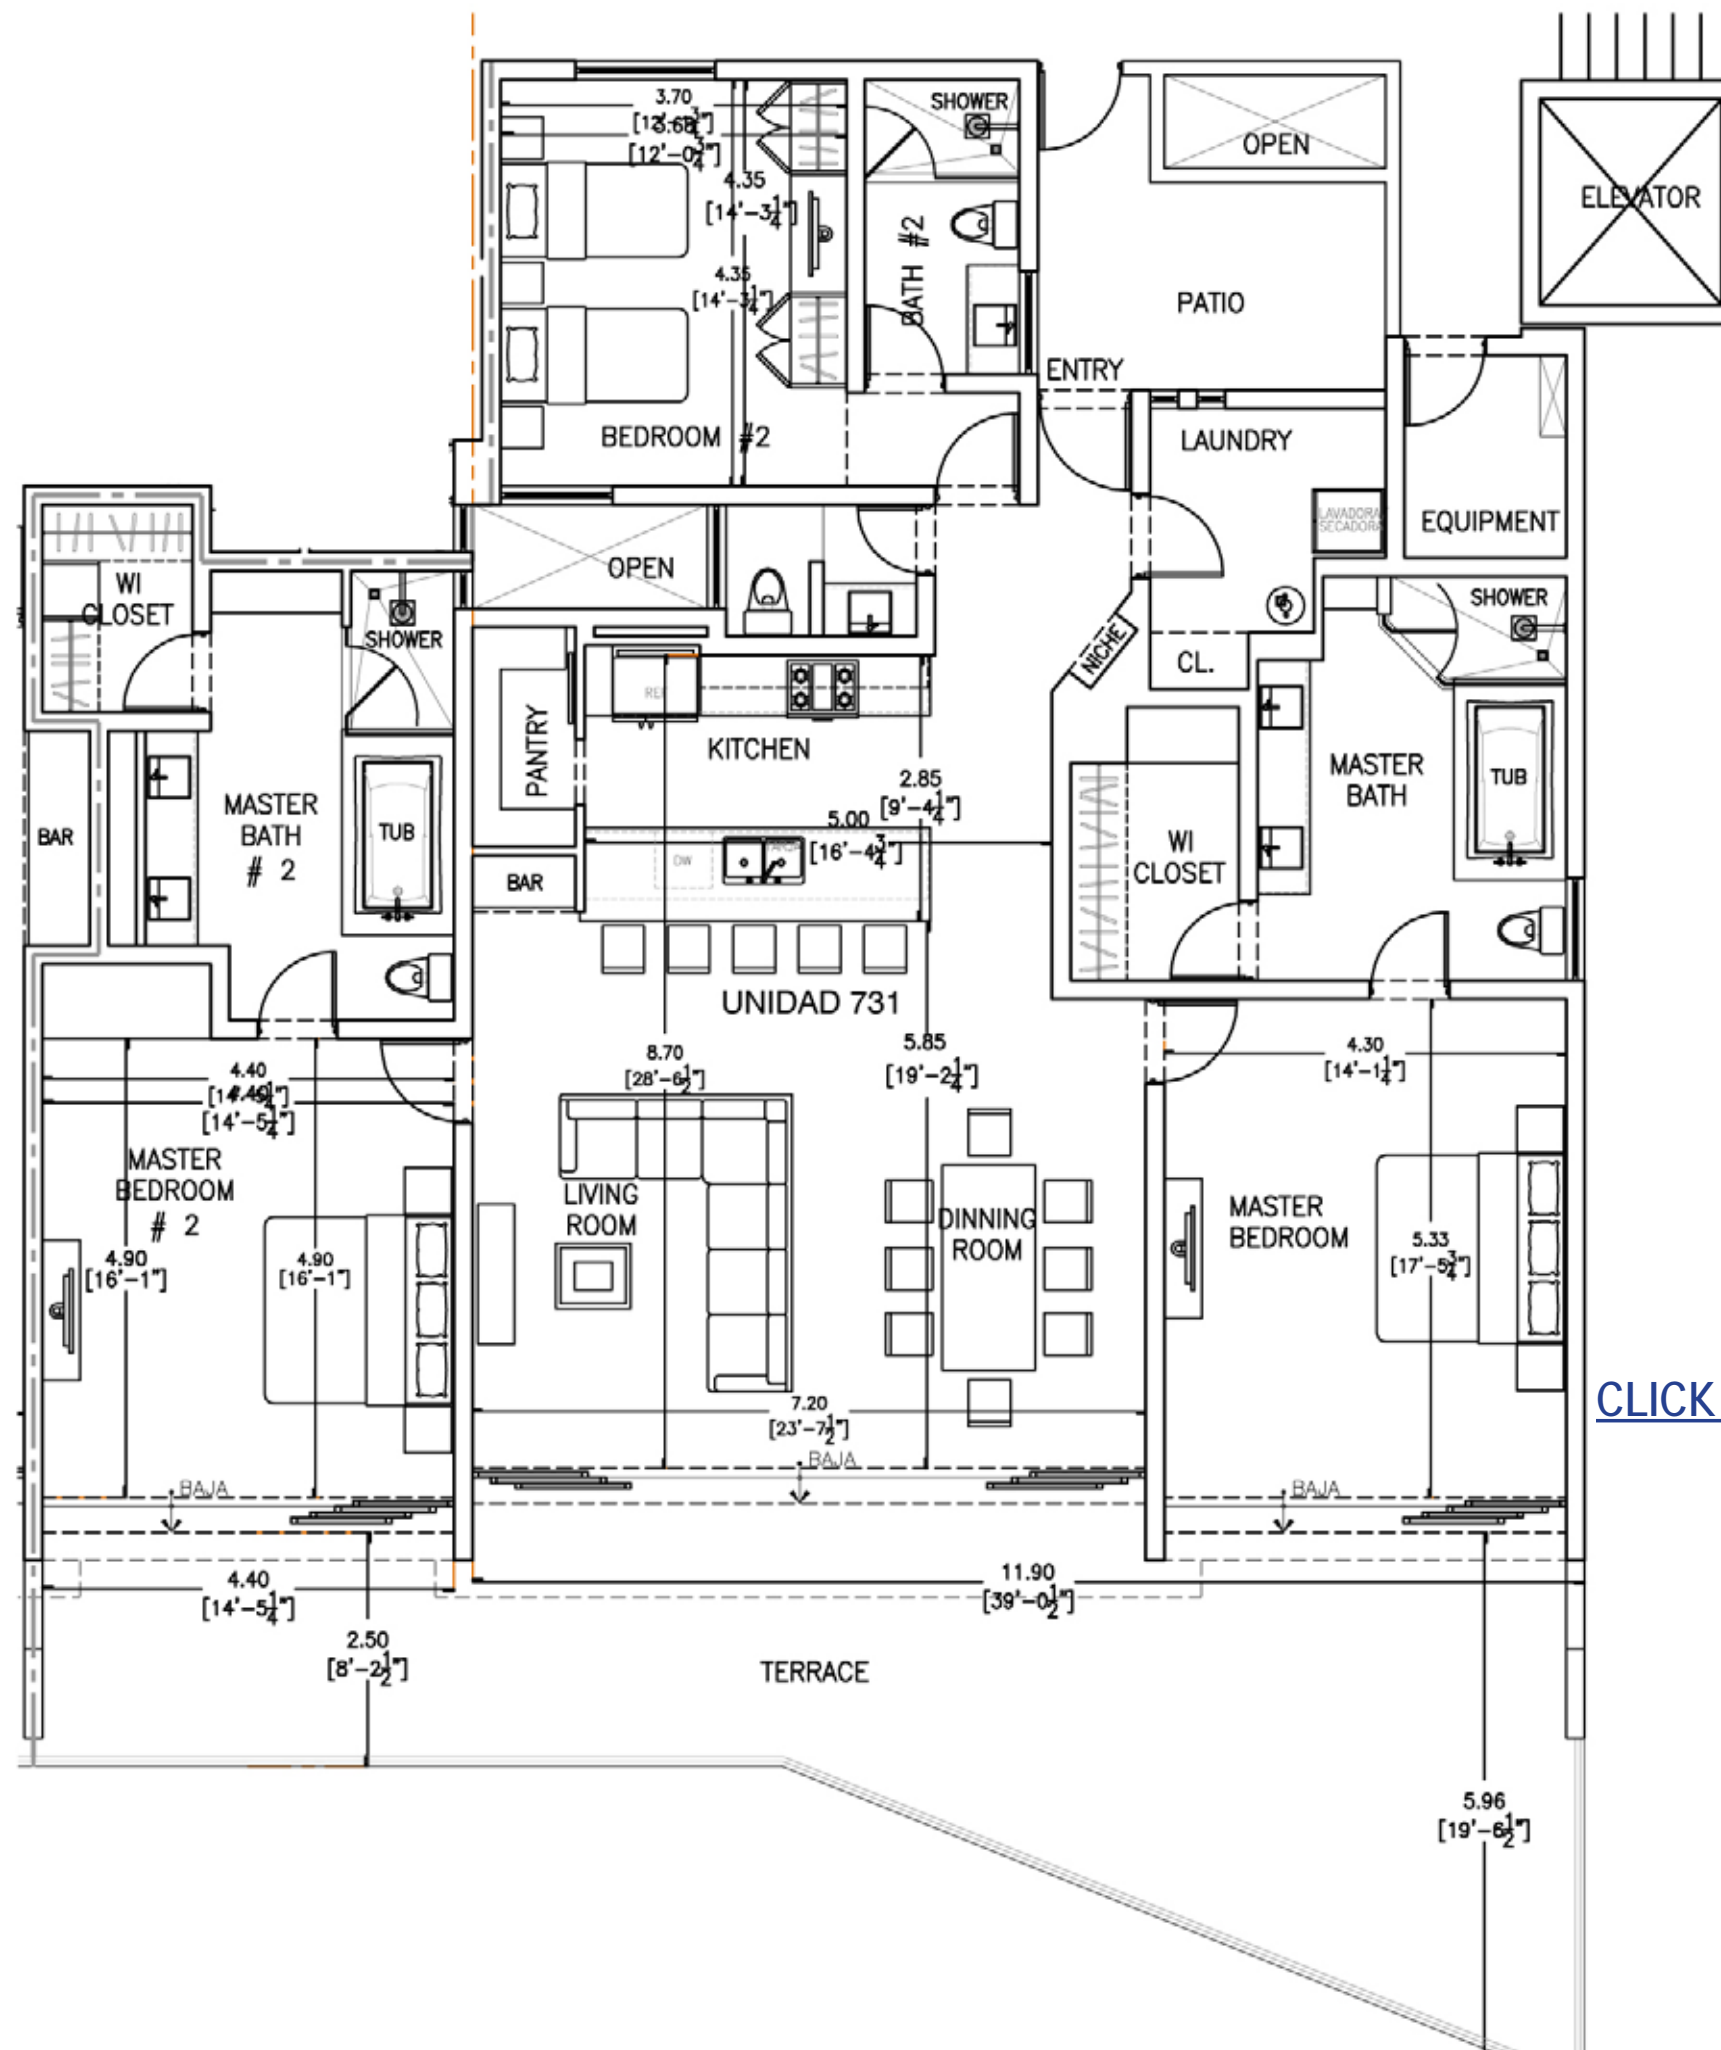 3.70
3.68
[12'-0¾"]
4.35
[14'-3¼"]
4.35
[14'-3¼"]
SHOWER
BATH #2
OPEN
ELEVATOR
PATIO
ENTRY
BEDROOM #2
LAUNDRY
LAVADORA
SECADORA
EQUIPMENT
OPEN
WI
CLOSET
SHOWER
SHOWER
NICHE
CL.
REF
PANTRY
KITCHEN
2.85
[9'-4¼"]
5.00
[16'-4¾"]
MASTER
BATH
TUB
MASTER
BATH
# 2
TUB
BAR
BAR
DW
WI
CLOSET
UNIDAD 731
8.70
[28'-6½"]
5.85
[19'-2¼"]
4.30
[14'-1¼"]
4.40
4.40
[14'-5¼"]
MASTER
BEDROOM
# 2
4.90
[16'-1"]
4.90
[16'-1"]
LIVING
ROOM
DINNING
ROOM
MASTER
BEDROOM
5.33
[17'-5¾"]
CLICK
7.20
[23'-7½"]
BAJA
BAJA
BAJA
4.40
[14'-5¼"]
11.90
[39'-0½"]
2.50
[8'-2½"]
TERRACE
5.96
[19'-6½"]